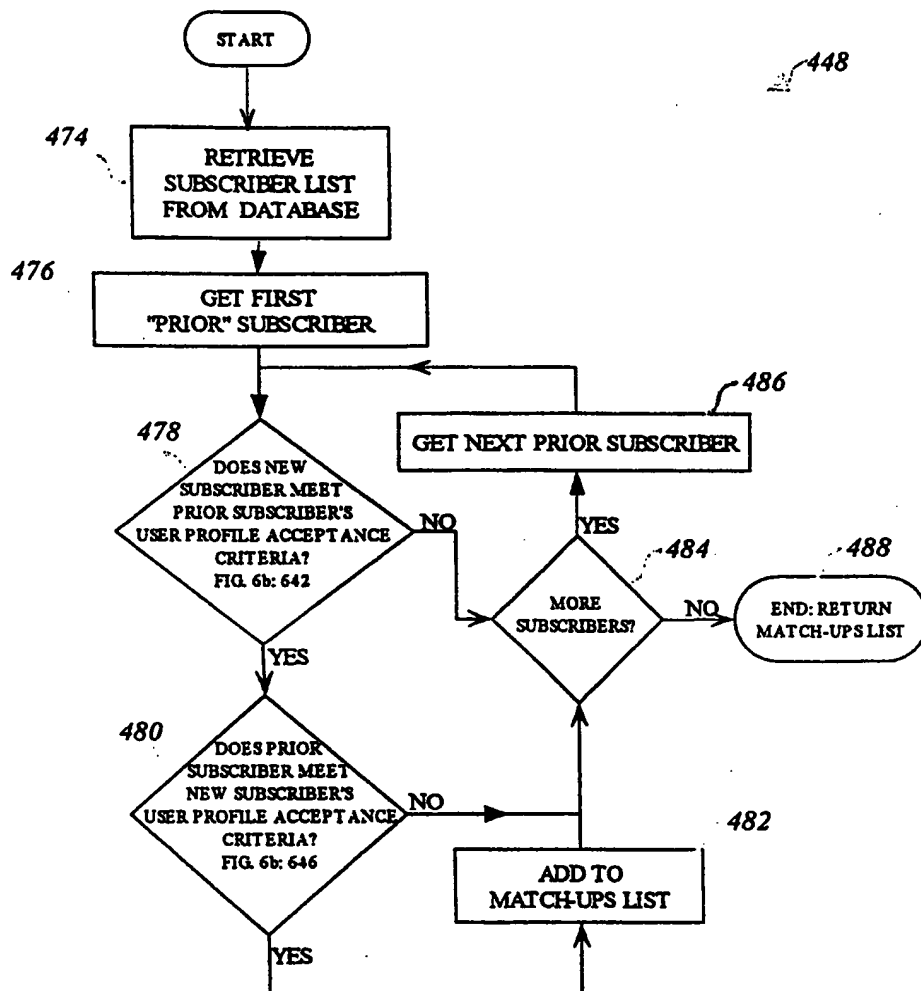 START
448
474
RETRIEVE
SUBSCRIBER LIST
FROM DATABASE
476
GET FIRST
"PRIOR" SUBSCRIBER
486
GET NEXT PRIOR SUBSCRIBER
478
DOES NEW
SUBSCRIBER MEET
PRIOR SUBSCRIBER'S
USER PROFILE ACCEPTANCE
CRITERIA?
FIG. 6b: 642
NO
YES
YES
484
MORE
SUBSCRIBERS?
NO
488
END: RETURN
MATCH-UPS LIST
480
DOES PRIOR
SUBSCRIBER MEET
NEW SUBSCRIBER'S
USER PROFILE ACCEPTANCE
CRITERIA?
FIG. 6b: 646
NO
YES
482
ADD TO
MATCH-UPS LIST